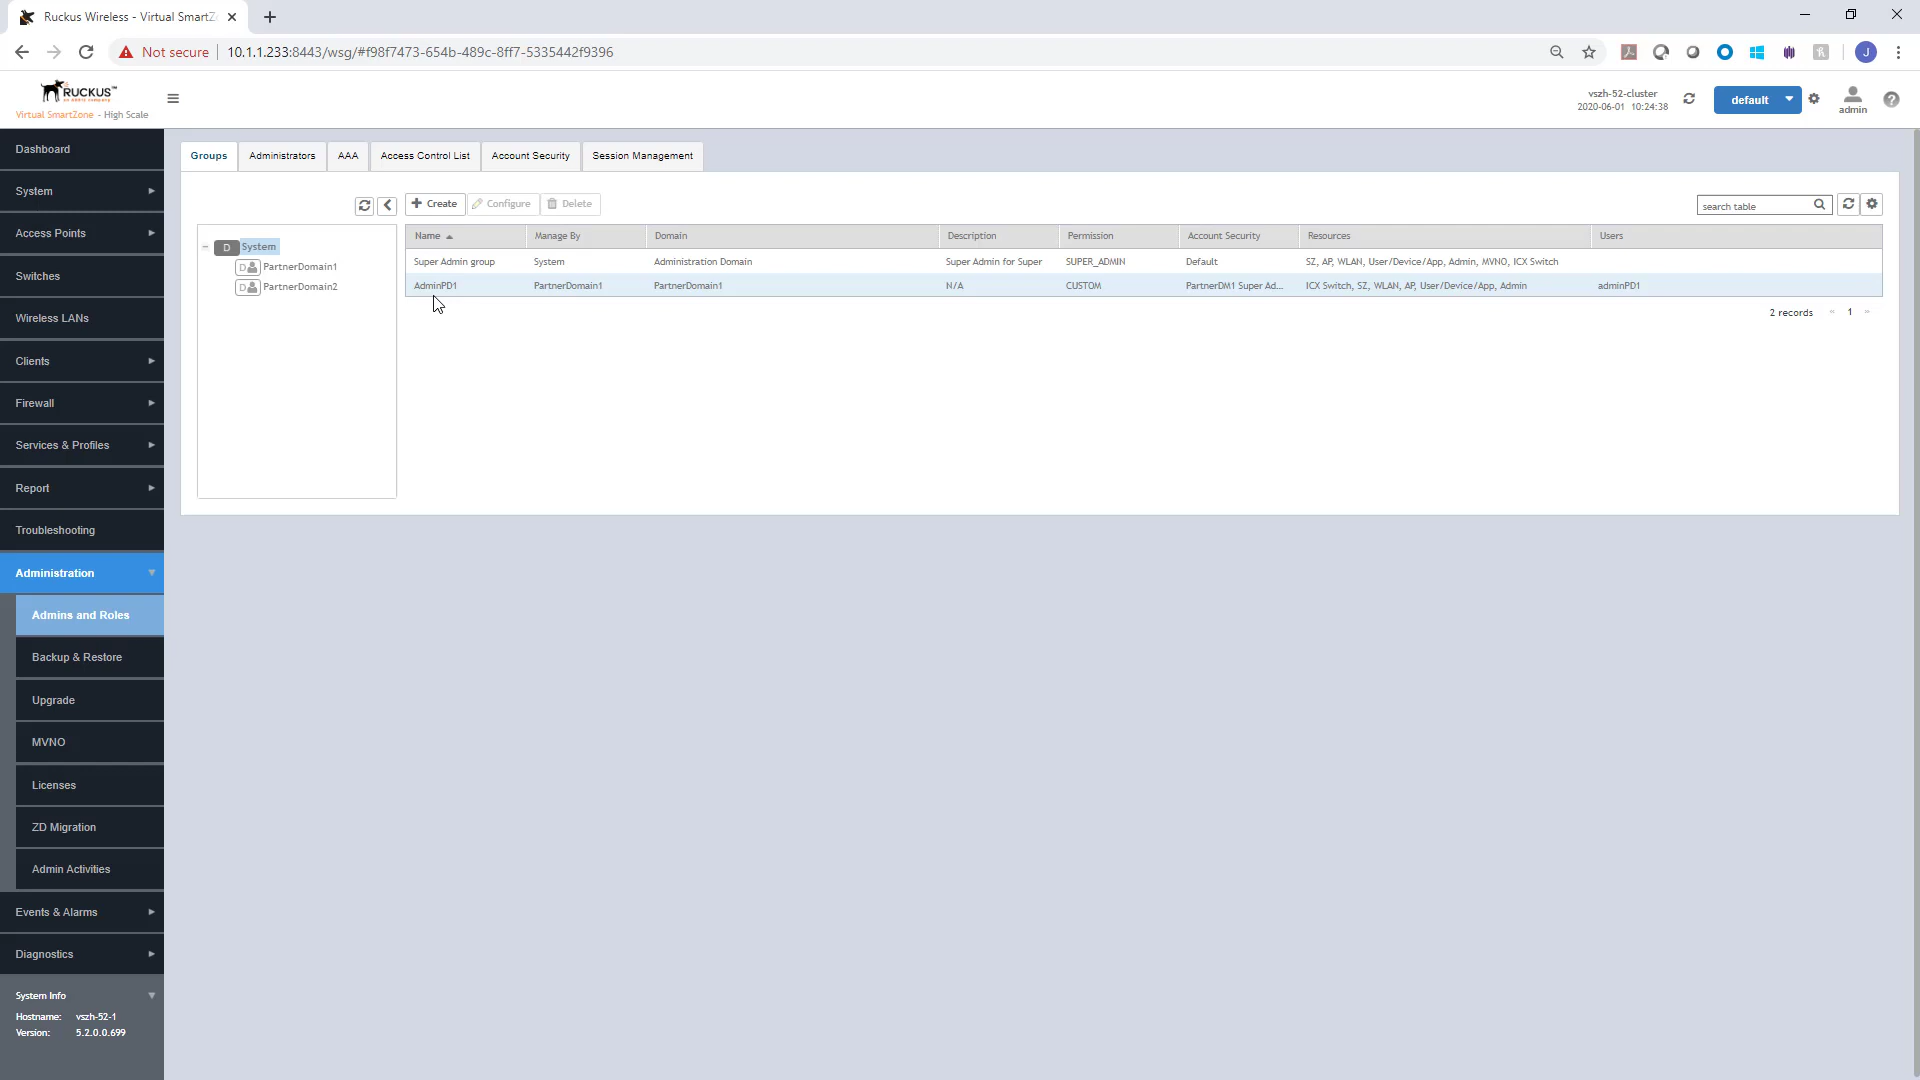 Ruckus Wireless - Virtual SmartZ
Not secure
10.1.1.233:8443/wsg/#f98f7473-654b-489c-8ff7-5335442f9396
J
RUCKUS™
Virtual SmartZone - High Scale
vszh-52-cluster
2020-06-01 10:24:38
default
admin
Dashboard
System
Access Points
Switches
Wireless LANs
Clients
Firewall
Services & Profiles
Report
Troubleshooting
Administration
Admins and Roles
Backup & Restore
Upgrade
MVNO
Licenses
ZD Migration
Admin Activities
Events & Alarms
Diagnostics
System Info
Hostname: vszh-52-1
Version: 5.2.0.0.699
Groups Administrators AAA Access Control List Account Security Session Management
Create Configure Delete
search table
D System
D PartnerDomain1
D PartnerDomain2
Name Manage By Domain Description Permission Account Security Resources Users
Super Admin group System Administration Domain Super Admin for Super SUPER_ADMIN Default SZ, AP, WLAN, User/Device/App, Admin, MVNO, ICX Switch
AdminPD1 PartnerDomain1 PartnerDomain1 N/A CUSTOM PartnerDM1 Super Ad... ICX Switch, SZ, WLAN, AP, User/Device/App, Admin adminPD1
2 records « 1 »